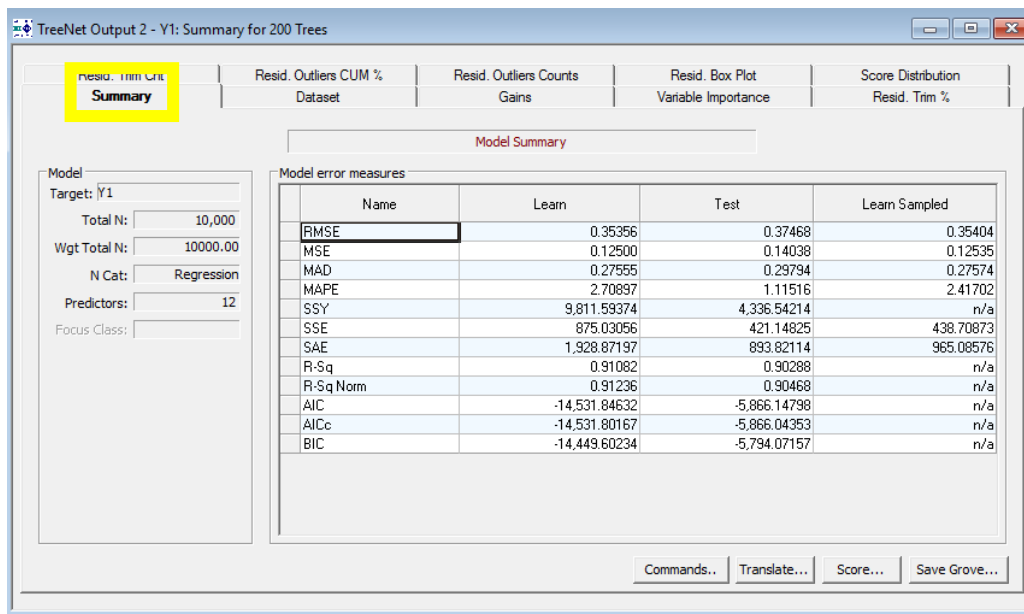 TreeNet Output 2 - Y1: Summary for 200 Trees
Resid. Trim Cnt Resid. Outliers CUM % Resid. Outliers Counts Resid. Box Plot Score Distribution
Summary Dataset Gains Variable Importance Resid. Trim %
Model Summary
Model
Target: Y1
Total N: 10,000
Wgt Total N: 10000.00
N Cat: Regression
Predictors: 12
Focus Class:
Model error measures
Name Learn Test Learn Sampled
RMSE 0.35356 0.37468 0.35404
MSE 0.12500 0.14038 0.12535
MAD 0.27555 0.29794 0.27574
MAPE 2.70897 1.11516 2.41702
SSY 9,811.59374 4,336.54214 n/a
SSE 875.03056 421.14825 438.70873
SAE 1,928.87197 893.82114 965.08576
R-Sq 0.91082 0.90288 n/a
R-Sq Norm 0.91236 0.90468 n/a
AIC -14,531.84632 -5,866.14798 n/a
AICc -14,531.80167 -5,866.04353 n/a
BIC -14,449.60234 -5,794.07157 n/a
Commands.. Translate... Score... Save Grove...